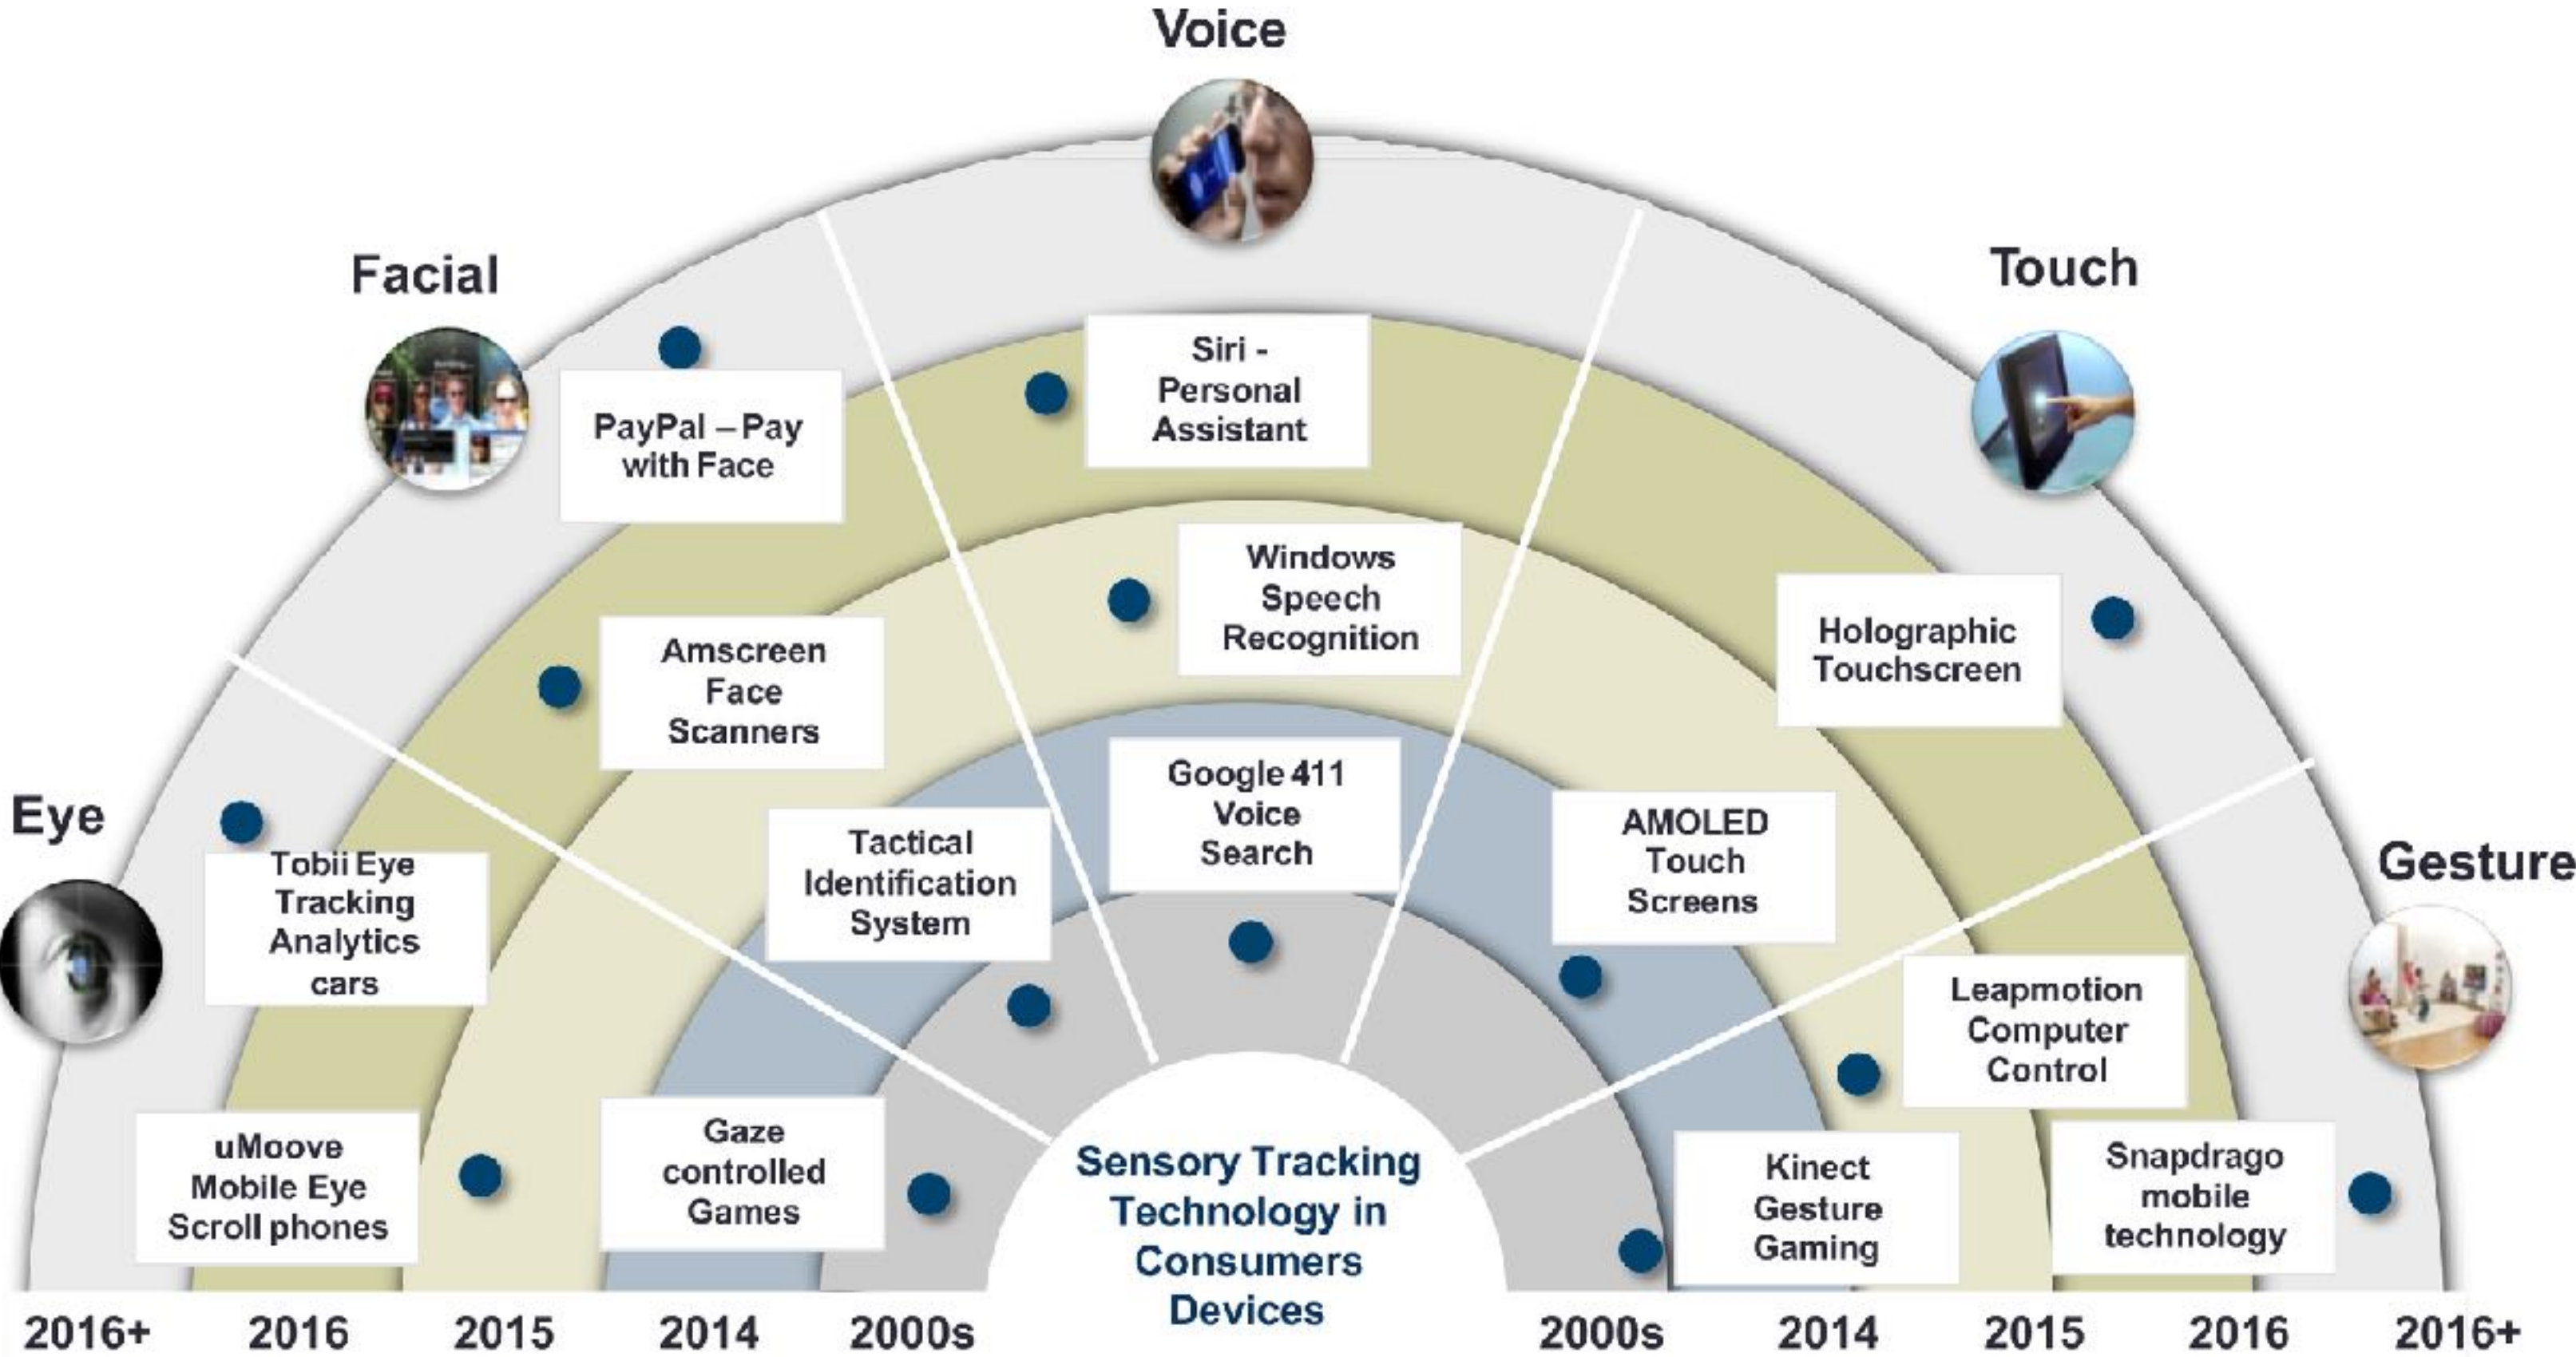 Voice
Facial
Touch
Siri -
Personal
Assistant
PayPal – Pay
with Face
Windows
Speech
Recognition
Holographic
Touchscreen
Amscreen
Face
Scanners
Google 411
Voice
Search
Eye
AMOLED
Touch
Screens
Tactical
Identification
System
Gesture
Tobii Eye
Tracking
Analytics
cars
Leapmotion
Computer
Control
uMoove
Mobile Eye
Scroll phones
Gaze
controlled
Games
Sensory Tracking
Technology in
Consumers
Devices
Kinect
Gesture
Gaming
Snapdrago
mobile
technology
2016+ 2016 2015 2014 2000s 2000s 2014 2015 2016 2016+